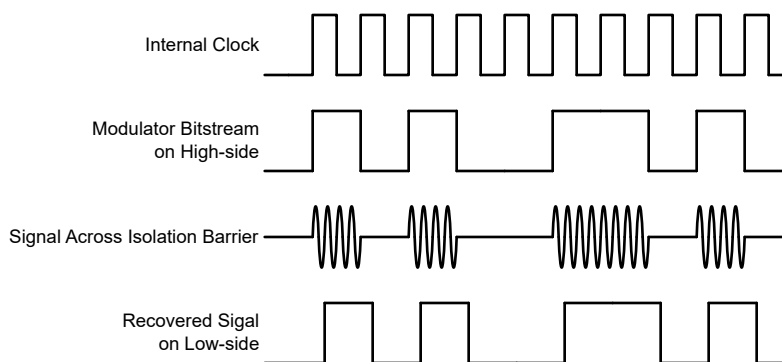 Internal Clock
Modulator Bitstream
on High-side
Signal Across Isolation Barrier
Recovered Sigal
on Low-side